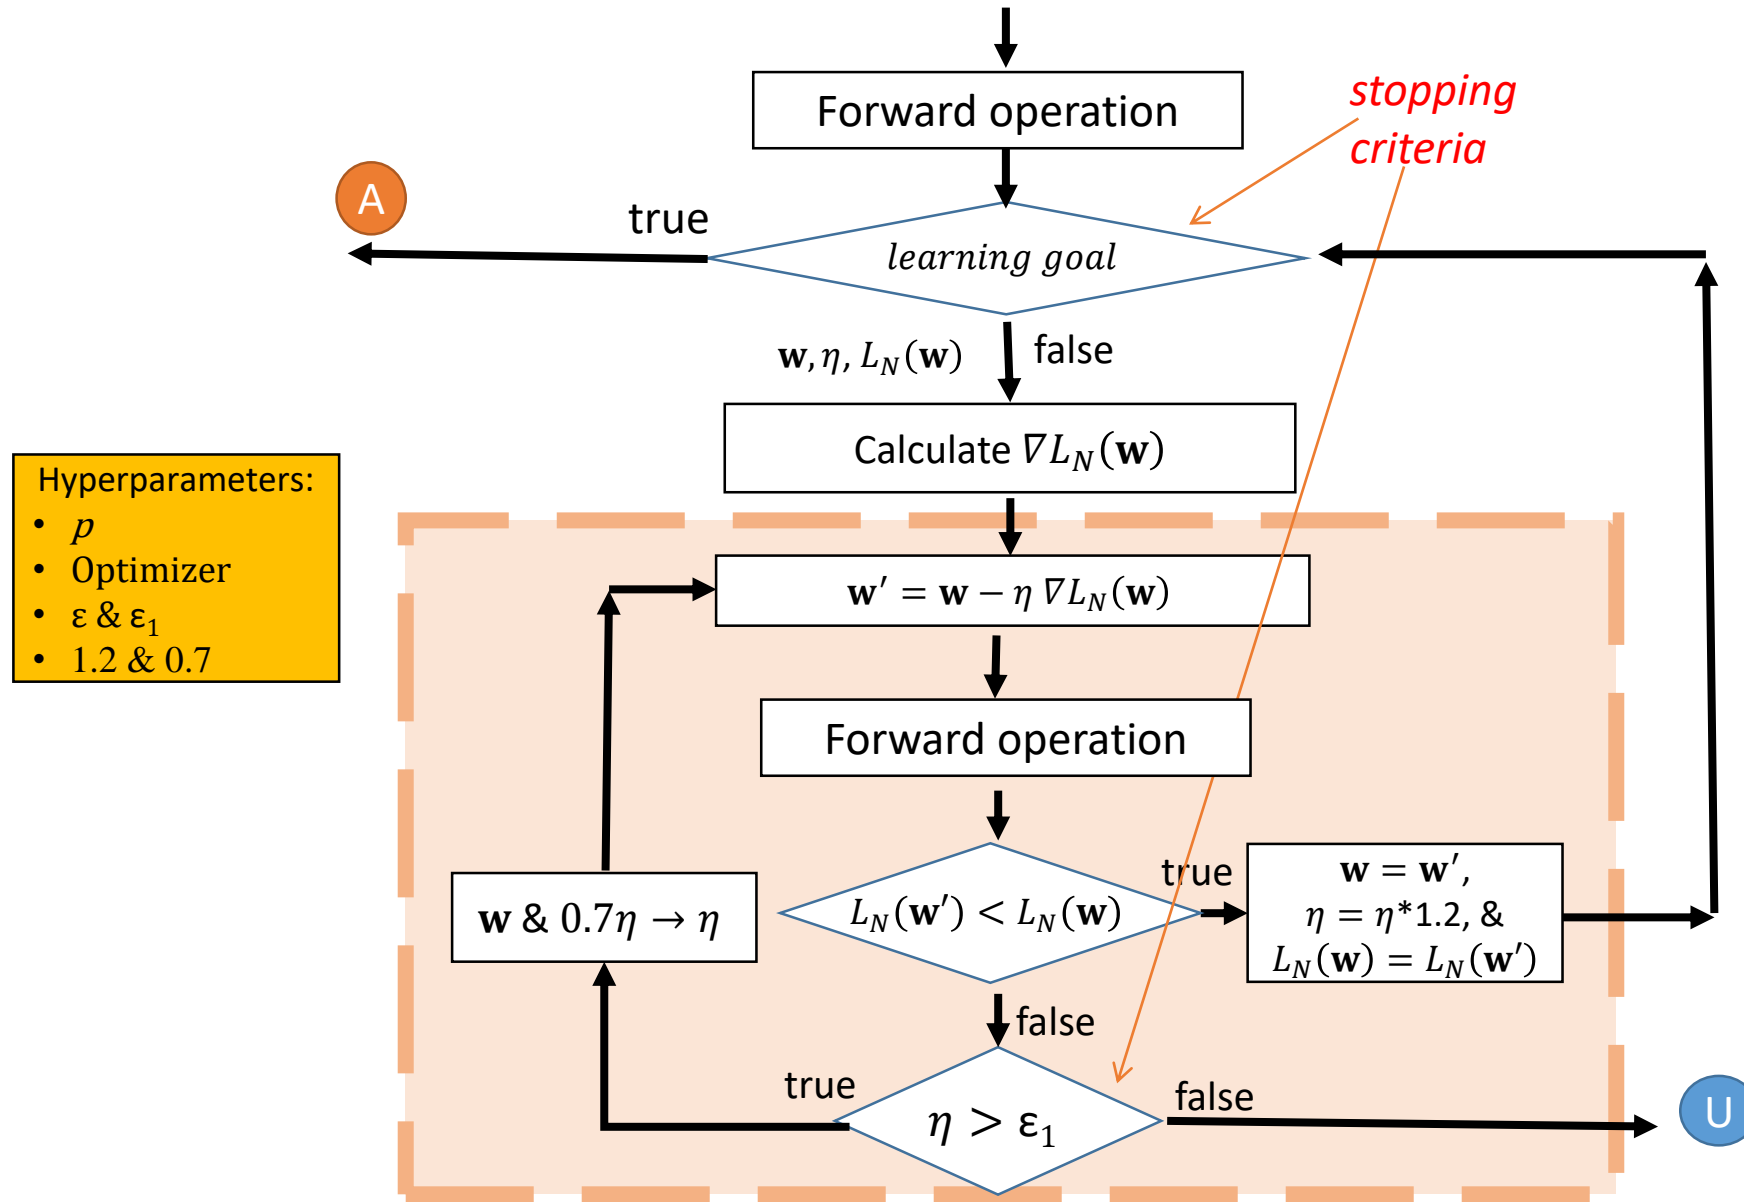 Forward operation
stopping
criteria
A
true
learning goal
𝐰, η, L_N(𝐰)
false
Calculate ∇L_N(𝐰)
Hyperparameters:
• p
• Optimizer
• ε & ε₁
• 1.2 & 0.7
𝐰′ = 𝐰 − η ∇L_N(𝐰)
Forward operation
𝐰 & 0.7η → η
L_N(𝐰′) < L_N(𝐰)
true
𝐰 = 𝐰′,
η = η*1.2, &
L_N(𝐰) = L_N(𝐰′)
false
true
η > ε₁
false
U